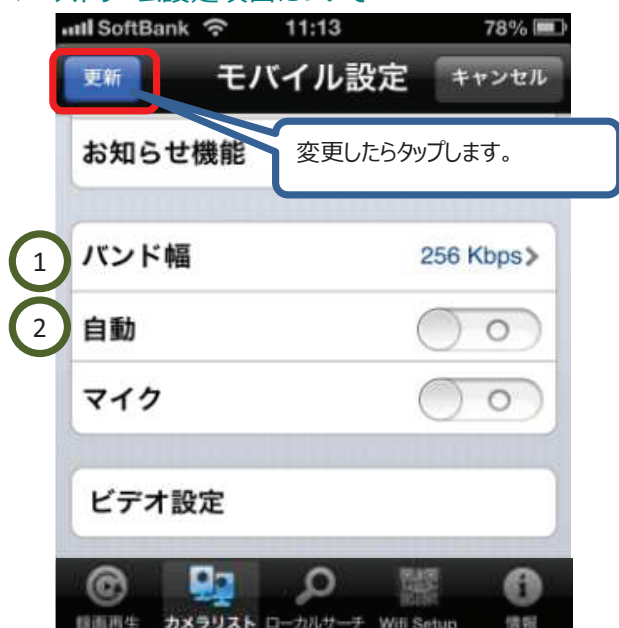 SoftBank 11:13 78%
更新 モバイル設定 キャンセル
お知らせ機能
変更したらタップします。
1 バンド幅 256 Kbps>
2 自動
マイク
ビデオ設定
録画再生 カメラリスト ローカルサーチ Wifi Setup 情報